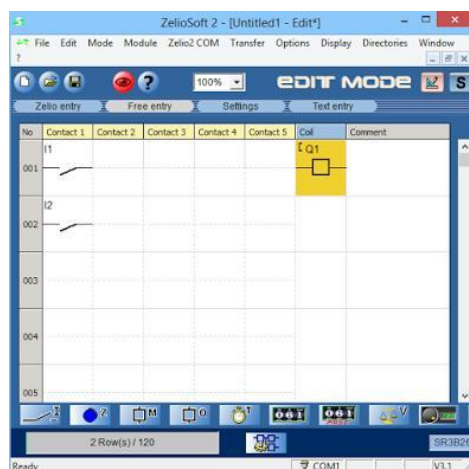 ZelioSoft 2 - [Untitled1 - Edit*]
File Edit Mode Module Zelio2 COM Transfer Options Display Directories Window
?
? 100% EDIT MODE S
Zelio entry Free entry Settings Text entry
No Contact 1 Contact 2 Contact 3 Contact 4 Contact 5 Coil Comment
I1 [ Q1
001
I2
002
003
004
005
Z M O T V
2 Row(s) / 120 SR3B26
Ready COM1 V3.1